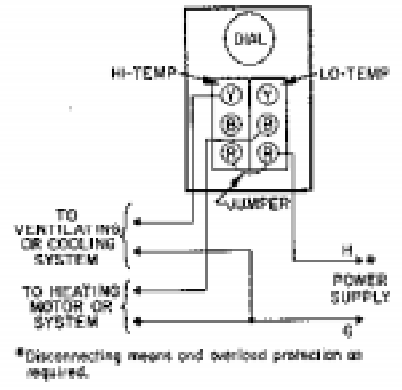 DIAL
HI-TEMP
LO-TEMP
Y Y
B B
R R
JUMPER
TO
VENTILATING
OR COOLING
SYSTEM
H
POWER
SUPPLY
TO HEATING
MOTOR OR
SYSTEM
G
*Disconnecting means and overload protection as
required.